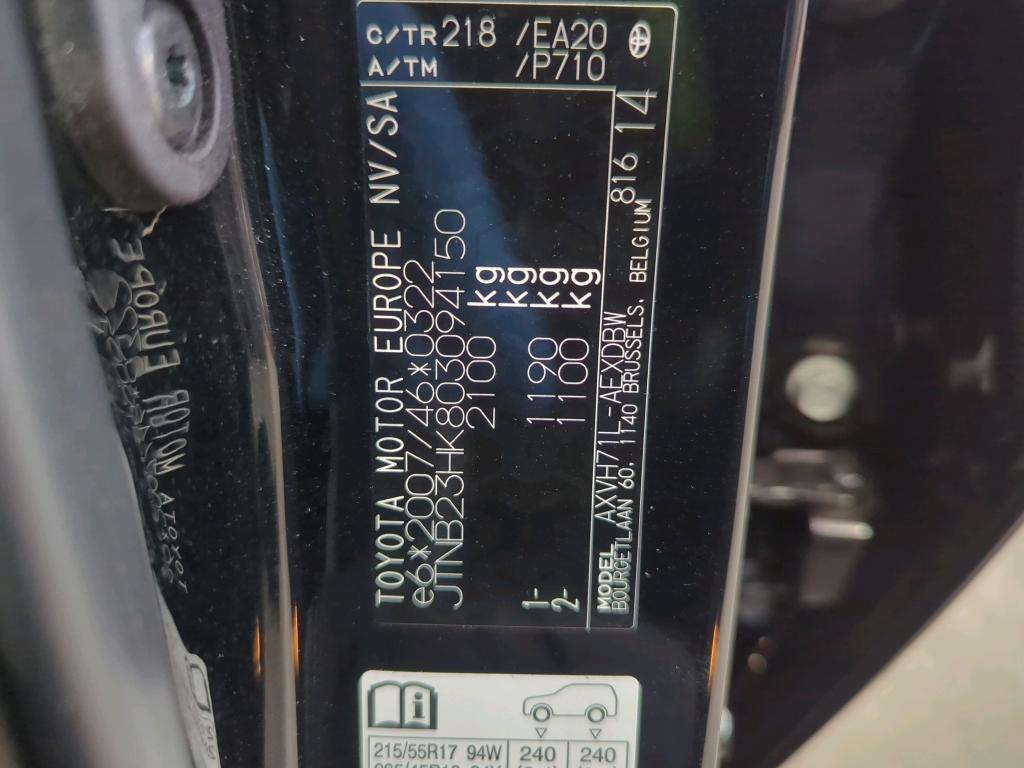 C/TR 218 /EA20
A/TM /P710
TOYOTA MOTOR EUROPE NV/SA
e6*2007/46*0322
JTNB23HK803094150
2100 kg
kg
1- 1190 kg
2- 1100 kg
MODEL AXVH71L-AEXDBW
BOURGETLAAN 60. 1140 BRUSSELS. BELGIUM 816 14
215/55R17 94W 240 240
EUROPE